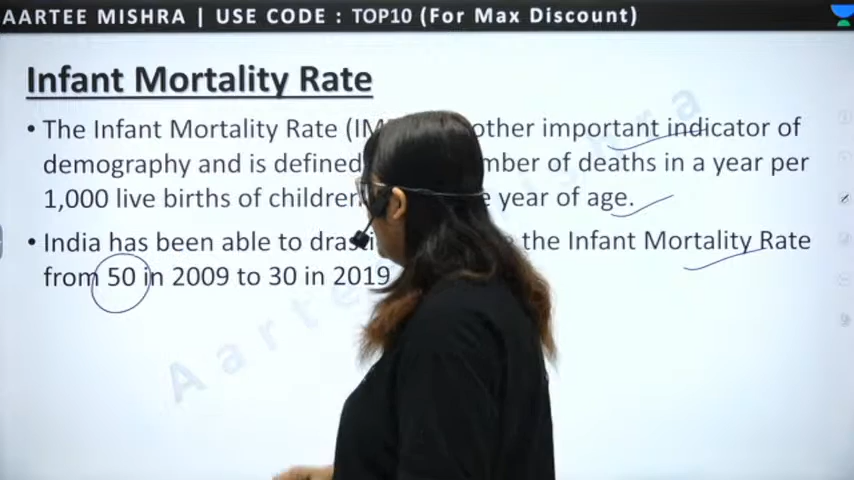 AARTEE MISHRA | USE CODE : TOP10 (For Max Discount)
Infant Mortality Rate
• The Infant Mortality Rate (IM other important indicator of
demography and is defined mber of deaths in a year per
1,000 live births of children year of age.
• India has been able to the Infant Mortality Rate
from 50 in 2009 to 30 in 2019
Aartee Mishra